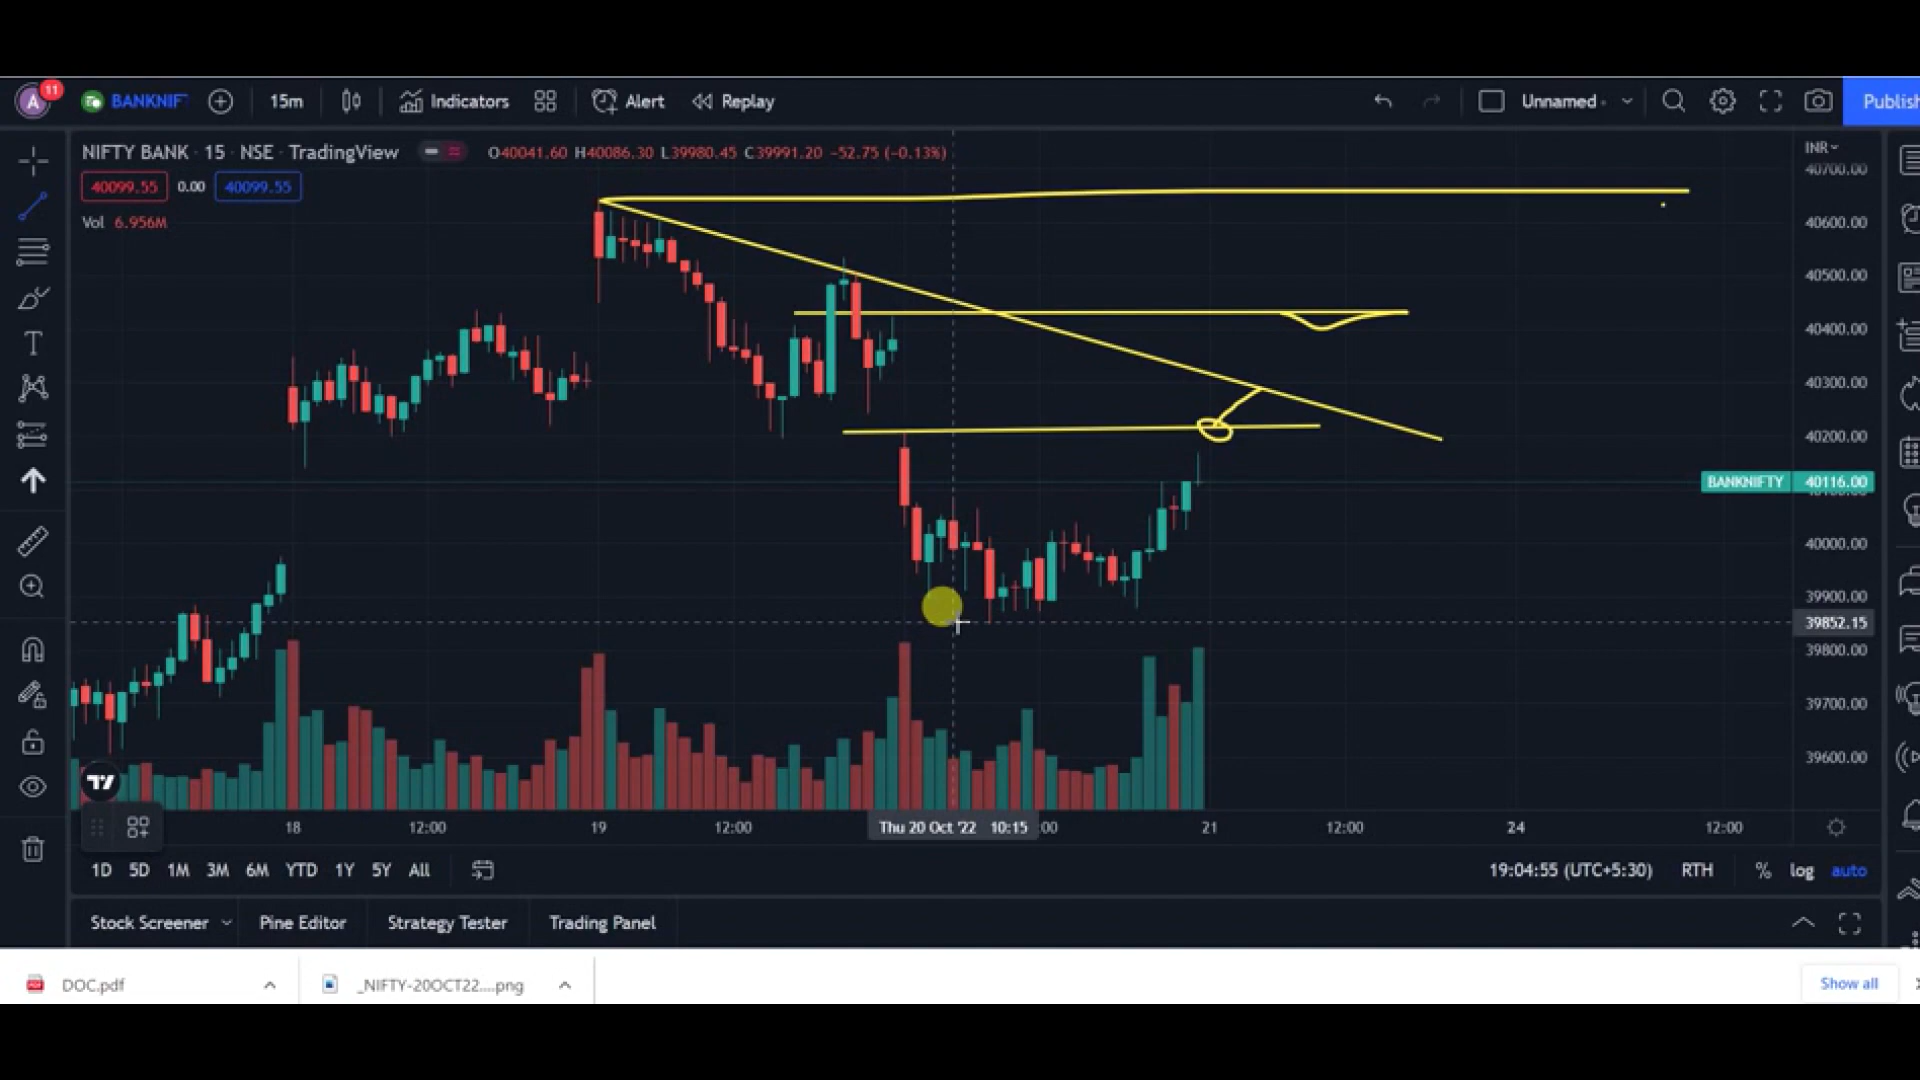 A 11 BANKNIF 15m Indicators Alert Replay Unnamed Publish
NIFTY BANK · 15 · NSE · TradingView O40041.60 H40086.30 L39980.45 C39991.20 −52.75 (−0.13%) INR
40700.00
40099.55 0.00 40099.55
Vol 6.956M
40600.00
40500.00
40400.00
40300.00
40200.00
BANKNIFTY 40116.00
40000.00
39900.00
39852.15
39800.00
39700.00
39600.00
18 12:00 19 12:00 Thu 20 Oct '22 10:15 :00 21 12:00 24 12:00
1D 5D 1M 3M 6M YTD 1Y 5Y All 19:04:55 (UTC+5:30) RTH % log auto
Stock Screener Pine Editor Strategy Tester Trading Panel
DOC.pdf _NIFTY-20OCT22....png Show all